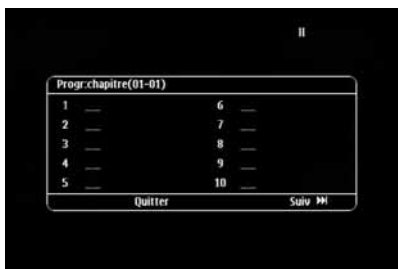 Progr:chapitre(01-01)
1 __ 6 __
2 __ 7 __
3 __ 8 __
4 __ 9 __
5 __ 10 __
Quitter Suiv ⏭